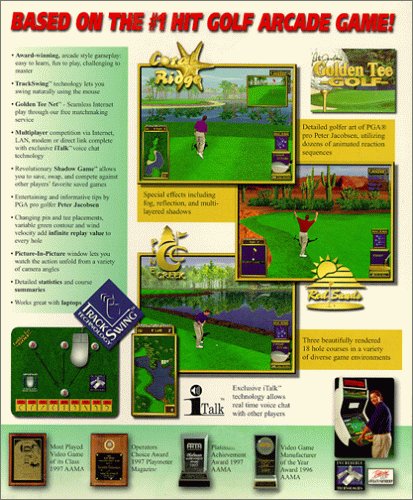 BASED ON THE #1 HIT GOLF ARCADE GAME!
• Award-winning, arcade style gameplay:
easy to learn, fun to play, challenging to
master
• TrackSwing™ technology lets you
swing naturally using the mouse
• Golden Tee Net™ - Seamless Internet
play through our free matchmaking
service
• Multiplayer competition via Internet,
LAN, modem or direct link complete
with exclusive iTalk™ voice chat
technology
• Revolutionary Shadow Game™ allows
you to save, swap, and compete against
other players' favorite saved games
• Entertaining and informative tips by
PGA pro golfer Peter Jacobsen
• Changing pin and tee placements,
variable green contour and wind
velocity add infinite replay value to
every hole
• Picture-In-Picture window lets you
watch the action unfold from a variety
of camera angles
• Detailed statistics and course
summaries
• Works great with laptops
Ridge
Golden Tee
GOLF
Detailed golfer art of PGA®
pro Peter Jacobsen, utilizing
dozens of animated reaction
sequences
Special effects including
fog, reflection, and multi-
layered shadows
CREEK
Red Sands
Three beautifully rendered
18 hole courses in a variety
of diverse game environments
TRACKSWING
TECHNOLOGY
iTalk
Exclusive iTalk™
technology allows
real time voice chat
with other players
Most Played
Video Game
of its Class
1997 AAMA
Operators
Choice Award
1997 Playmeter
Magazine
Platinum
Achievement
Award 1997
AAMA
Video Game
Manufacturer
of the Year
Award 1996
AAMA
INCREDIBLE
TECHNOLOGIES